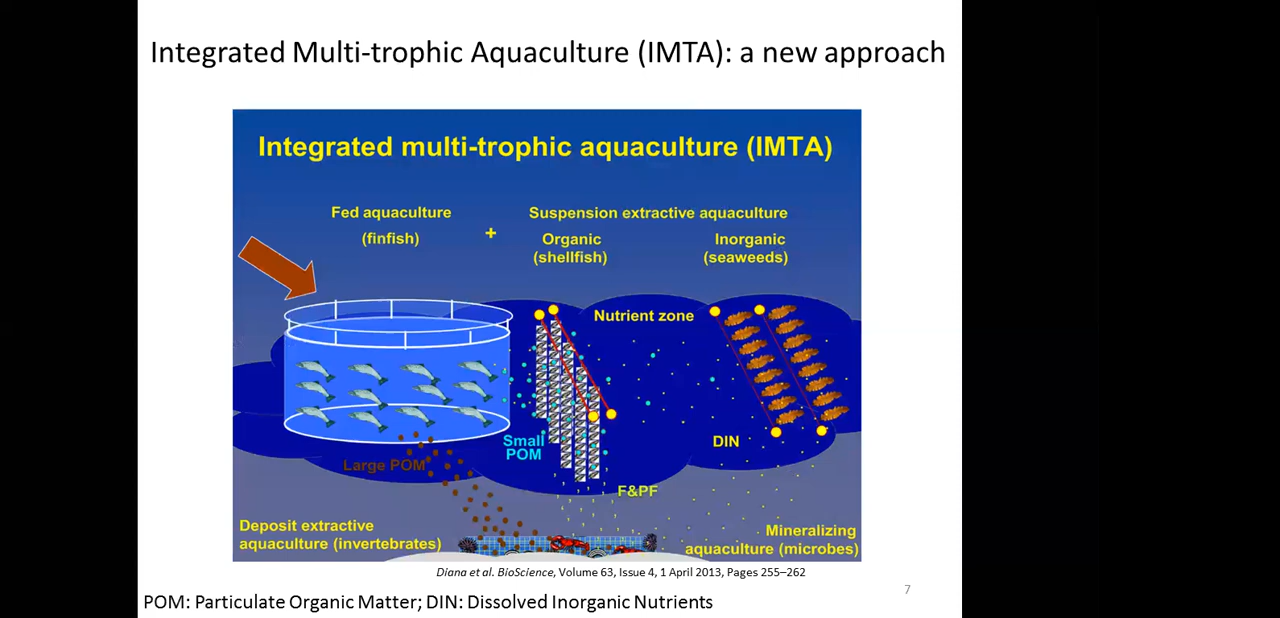 Integrated Multi-trophic Aquaculture (IMTA): a new approach
Integrated multi-trophic aquaculture (IMTA)
Fed aquaculture
(finfish)
+
Suspension extractive aquaculture
Organic
(shellfish)
Inorganic
(seaweeds)
Nutrient zone
Small
POM
DIN
Large POM
F&PF
Deposit extractive
aquaculture (invertebrates)
Mineralizing
aquaculture (microbes)
Diana et al. BioScience, Volume 63, Issue 4, 1 April 2013, Pages 255–262
7
POM: Particulate Organic Matter; DIN: Dissolved Inorganic Nutrients